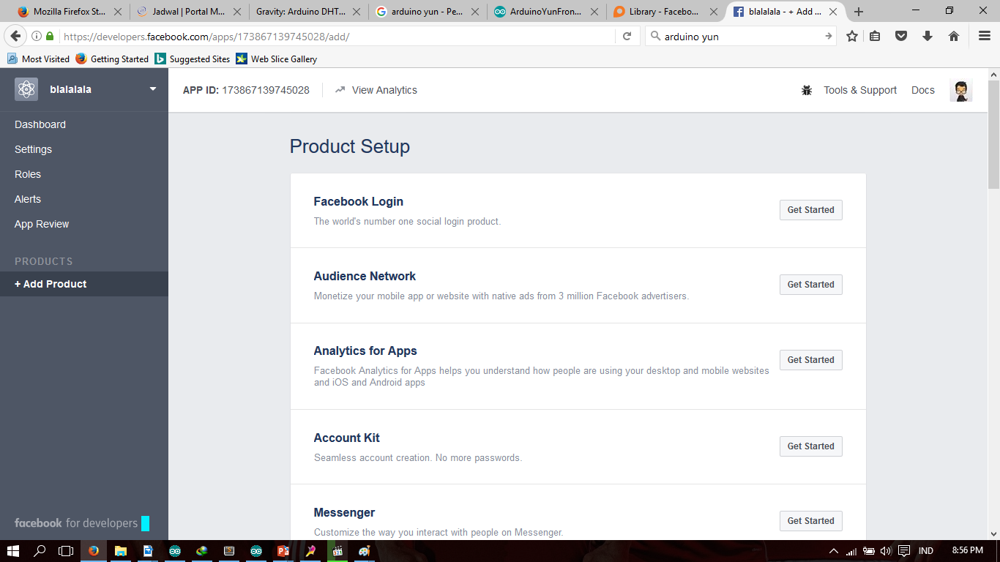 Mozilla Firefox St...
Jadwal | Portal M...
Gravity: Arduino DHT...
arduino yun - Pe...
ArduinoYunFron...
Library - Facebo...
blalalala - + Add ...
https://developers.facebook.com/apps/173867139745028/add/
arduino yun
Most Visited
Getting Started
Suggested Sites
Web Slice Gallery
blalalala
APP ID: 173867139745028
View Analytics
Tools & Support
Docs
Dashboard
Settings
Roles
Alerts
App Review
PRODUCTS
+ Add Product
facebook for developers
Product Setup
Facebook Login
The world's number one social login product.
Get Started
Audience Network
Monetize your mobile app or website with native ads from 3 million Facebook advertisers.
Get Started
Analytics for Apps
Facebook Analytics for Apps helps you understand how people are using your desktop and mobile websites
and iOS and Android apps
Get Started
Account Kit
Seamless account creation. No more passwords.
Get Started
Messenger
Customize the way you interact with people on Messenger.
Get Started
IND
8:56 PM